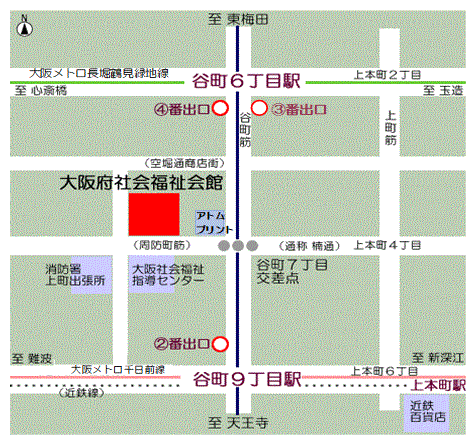 至 東梅田
N
大阪メトロ長堀鶴見緑地線
谷町6丁目駅
上本町2丁目
至 心斎橋
至 玉造
④番出口
③番出口
谷町筋
上町筋
(空堀通商店街)
大阪府社会福祉会館
アトム
プリント
(周防町筋)
(通称 楠通)
上本町4丁目
消防署
上町出張所
大阪社会福祉
指導センター
谷町7丁目
交差点
②番出口
至 難波
至 新深江
大阪メトロ千日前線
上本町6丁目
谷町9丁目駅
上本町駅
(近鉄線)
近鉄
百貨店
至 天王寺